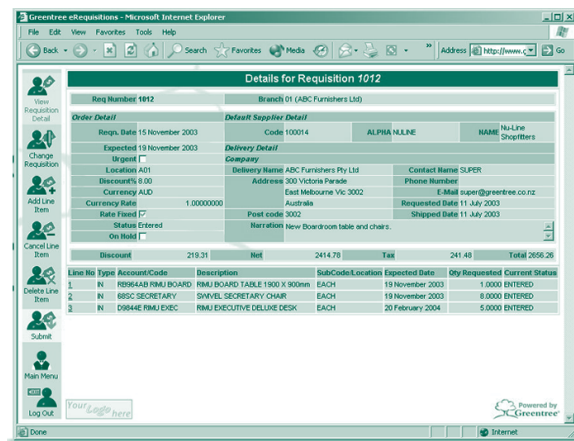 Greentree eRequisitions - Microsoft Internet Explorer
File Edit View Favorites Tools Help
Back Search Favorites Media Address http://www.g Go
Details for Requisition 1012
View Requisition Detail
Req Number 1012 Branch 01 (ABC Furnishers Ltd)
Order Detail Default Supplier Detail
Reqn. Date 15 November 2003 Code 100014 ALPHA NULINE NAME Nu-Line Shopfitters
Change Requisition
Expected 19 November 2003 Delivery Detail
Urgent Company
Location A01 Delivery Name ABC Furnishers Pty Ltd Contact Name SUPER
Discount% 8.00 Address 300 Victoria Parade Phone Number
Add Line Item
Currency AUD East Melbourne Vic 3002 E-Mail super@greentree.co.nz
Currency Rate 1.00000000 Australia Requested Date 11 July 2003
Rate Fixed Post code 3002 Shipped Date 11 July 2003
Status Entered Narration New Boardroom table and chairs.
On Hold
Cancel Line Item
Discount 219.31 Net 2414.78 Tax 241.48 Total 2656.26
Line No Type Account/Code Description SubCode/Location Expected Date Qty Requested Current Status
1 IN RB964AB RIMU BOARD RIMU BOARD TABLE 1900 X 900mm EACH 19 November 2003 1.0000 ENTERED
2 IN 68SC SECRETARY SWIVEL SECRETARY CHAIR EACH 19 November 2003 8.0000 ENTERED
3 IN D9844E RIMU EXEC RIMU EXECUTIVE DELUXE DESK EACH 20 February 2004 5.0000 ENTERED
Delete Line Item
Submit
Main Menu
Log Out
Your Logo here
Powered by Greentree
Done Internet